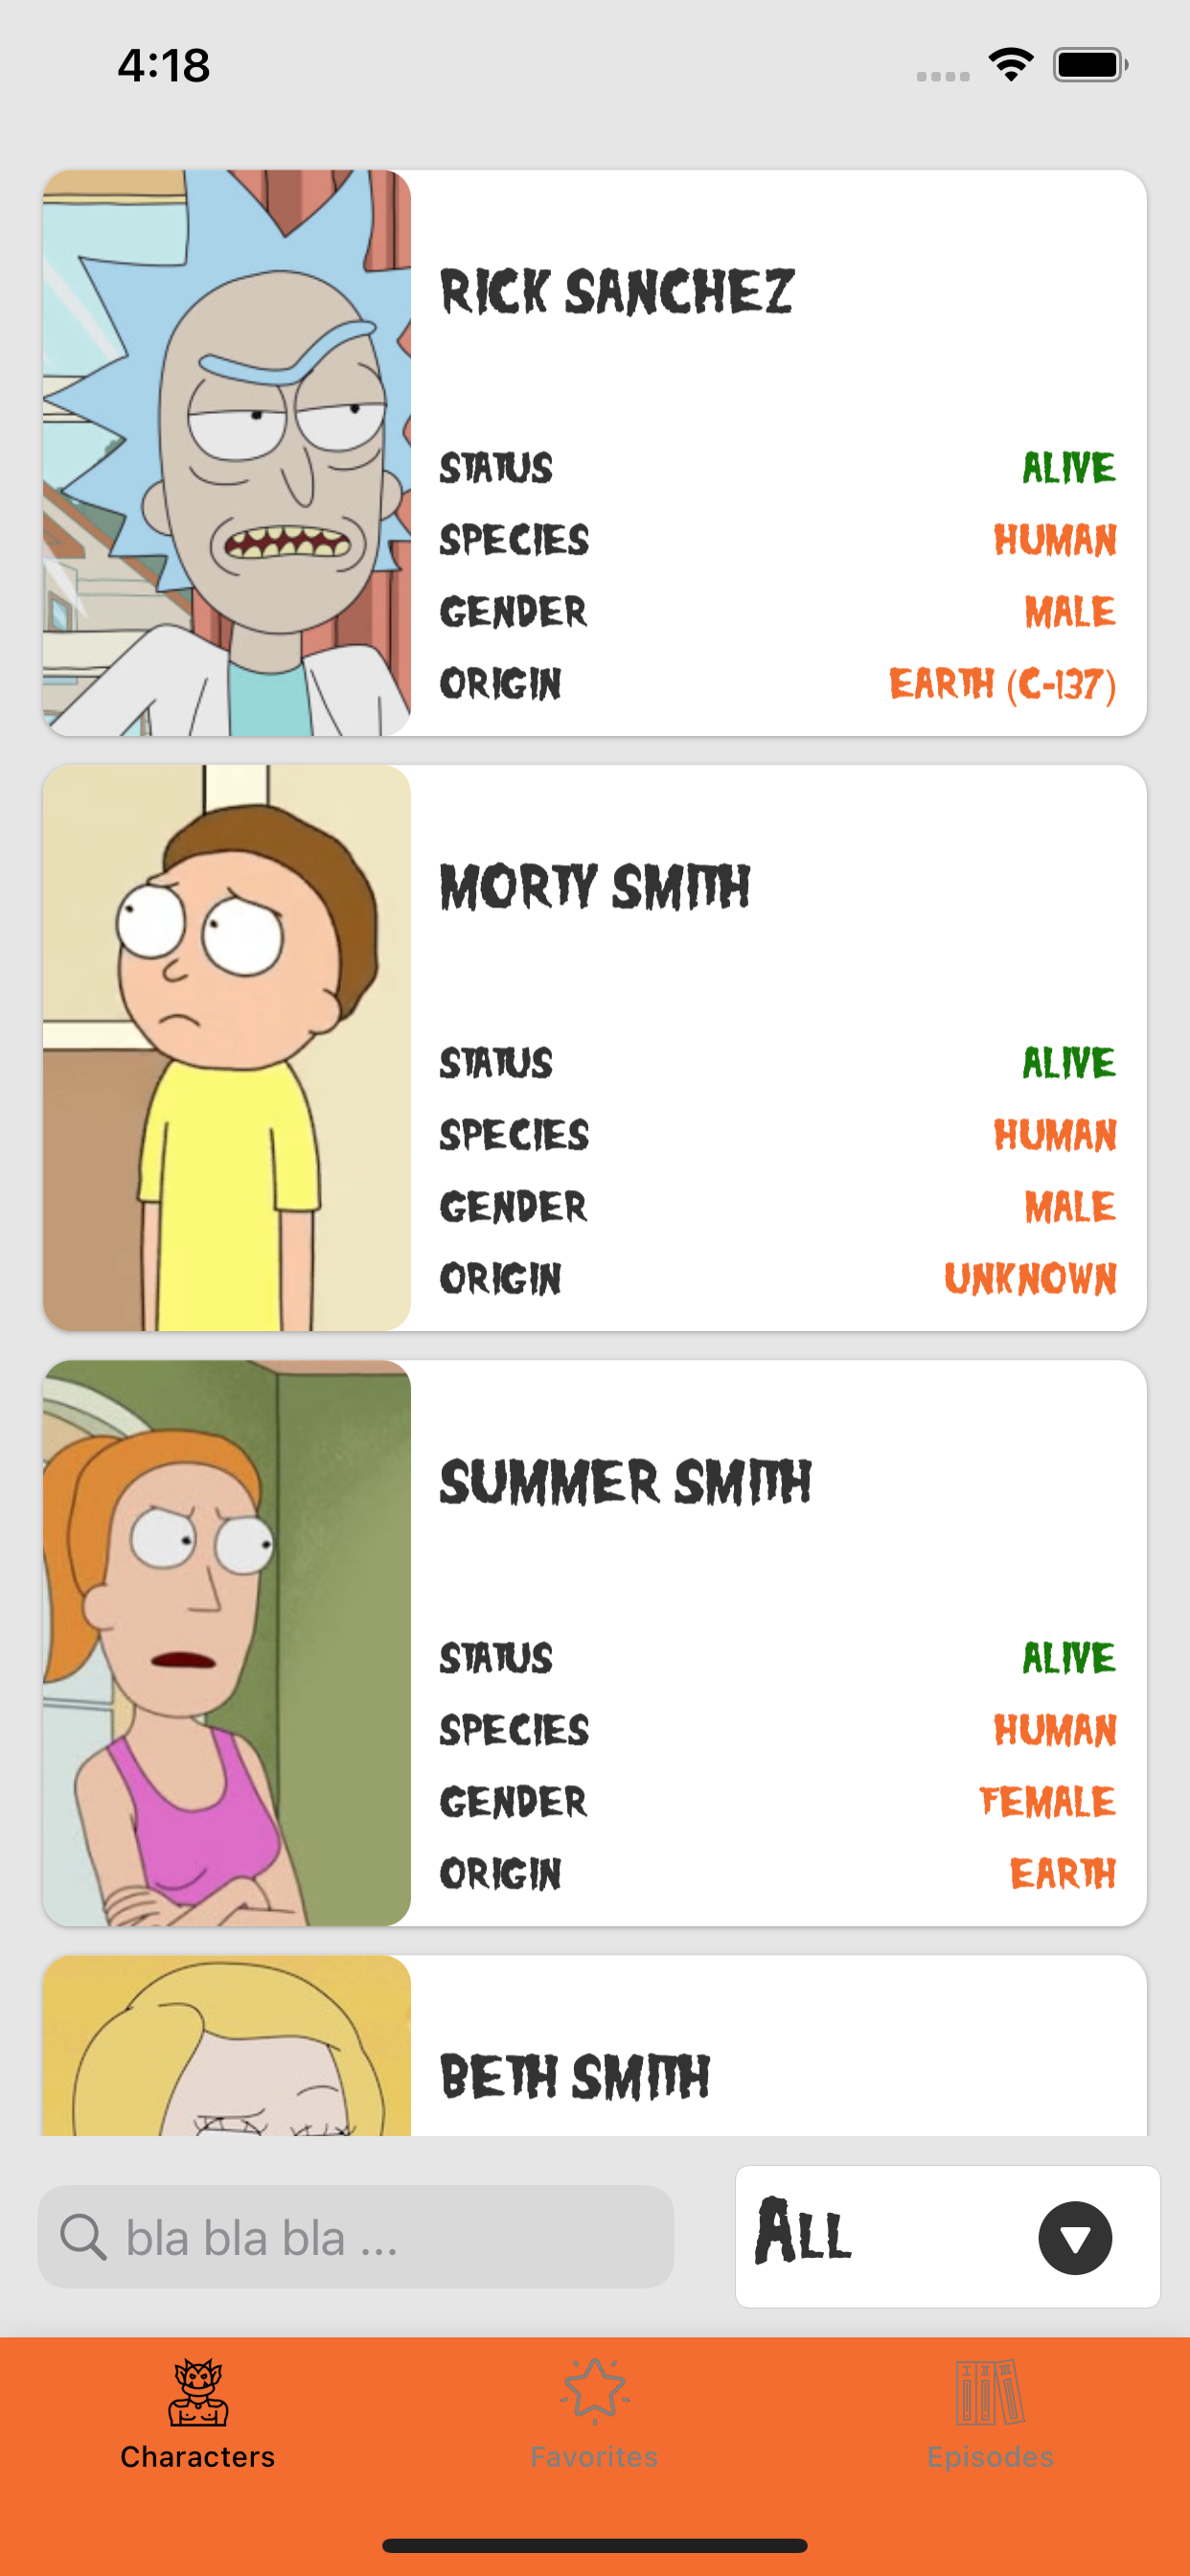 4:18
RICK SANCHEZ
STATUS ALIVE
SPECIES HUMAN
GENDER MALE
ORIGIN EARTH (C-137)
MORTY SMITH
STATUS ALIVE
SPECIES HUMAN
GENDER MALE
ORIGIN UNKNOWN
SUMMER SMITH
STATUS ALIVE
SPECIES HUMAN
GENDER FEMALE
ORIGIN EARTH
BETH SMITH
bla bla bla ... ALL
Characters Favorites Episodes